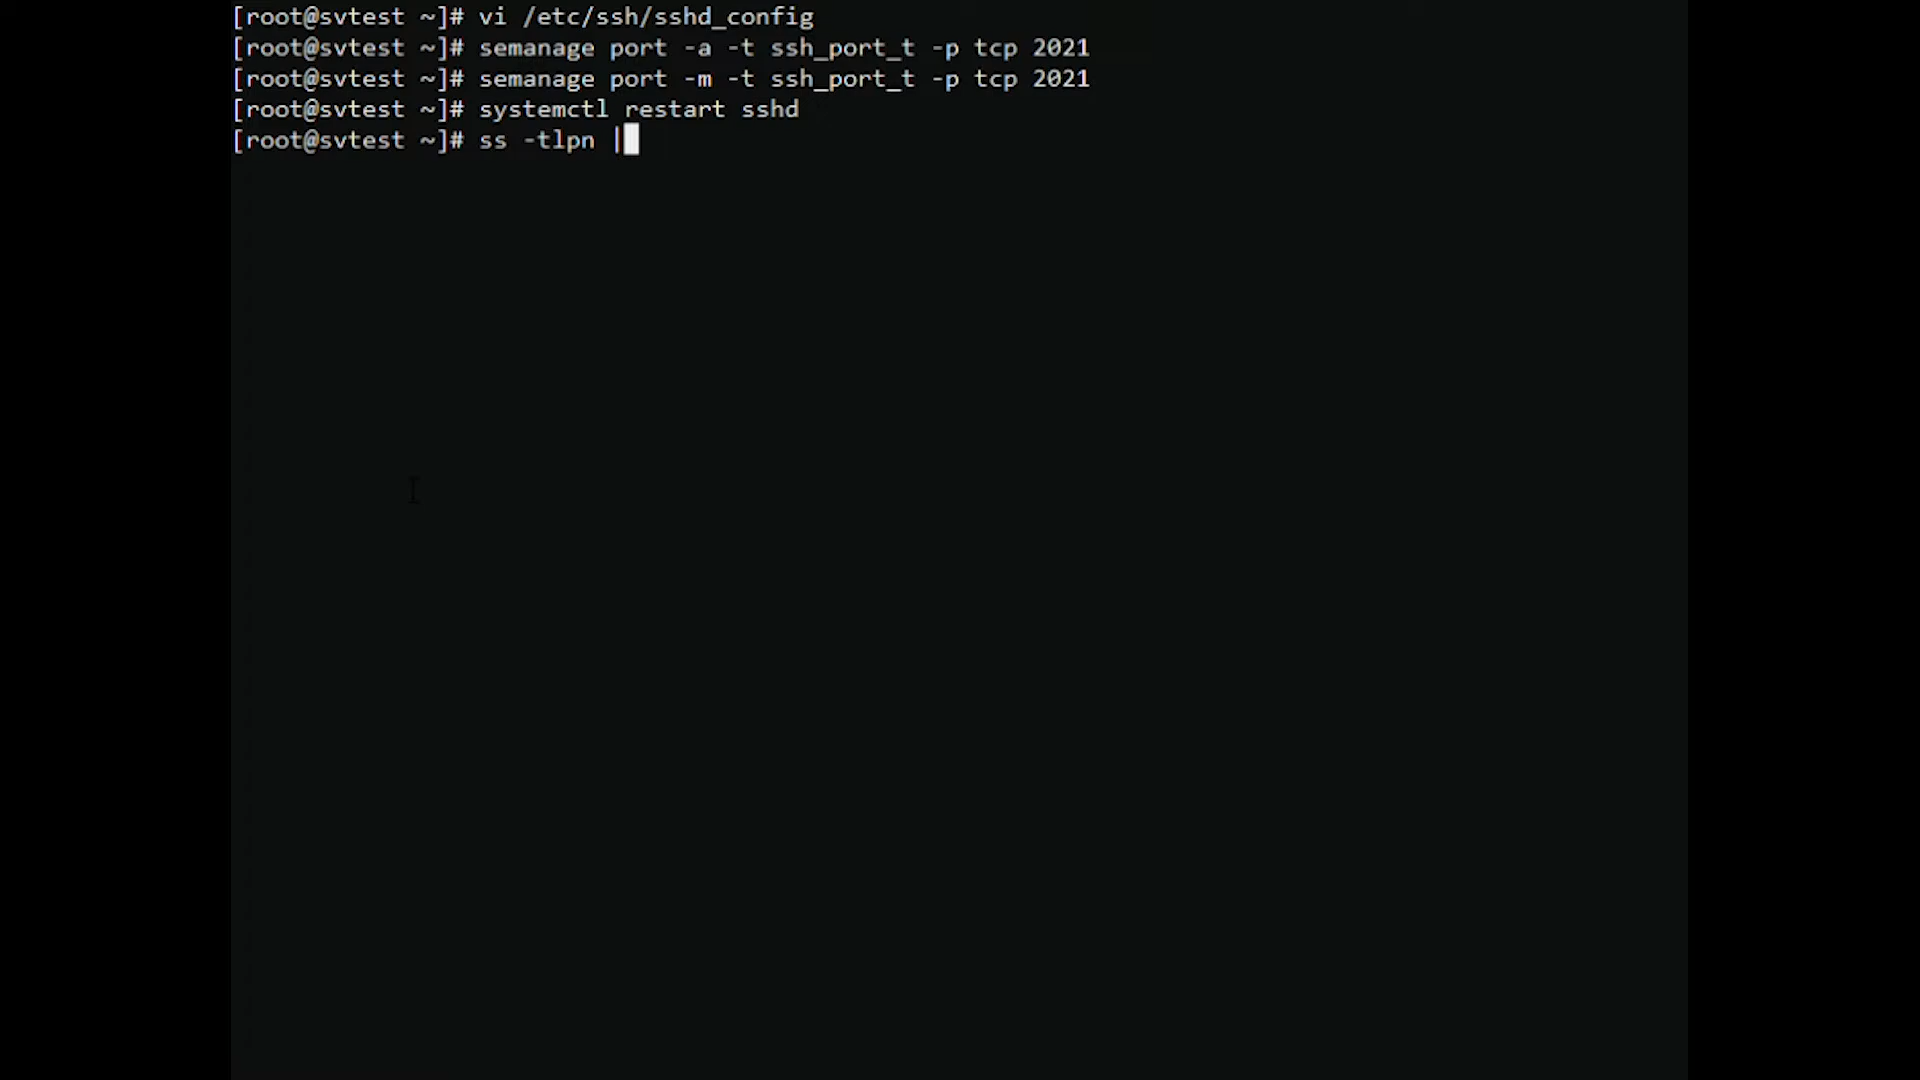 [root@svtest ~]# vi /etc/ssh/sshd_config
[root@svtest ~]# semanage port -a -t ssh_port_t -p tcp 2021
[root@svtest ~]# semanage port -m -t ssh_port_t -p tcp 2021
[root@svtest ~]# systemctl restart sshd
[root@svtest ~]# ss -tlpn |